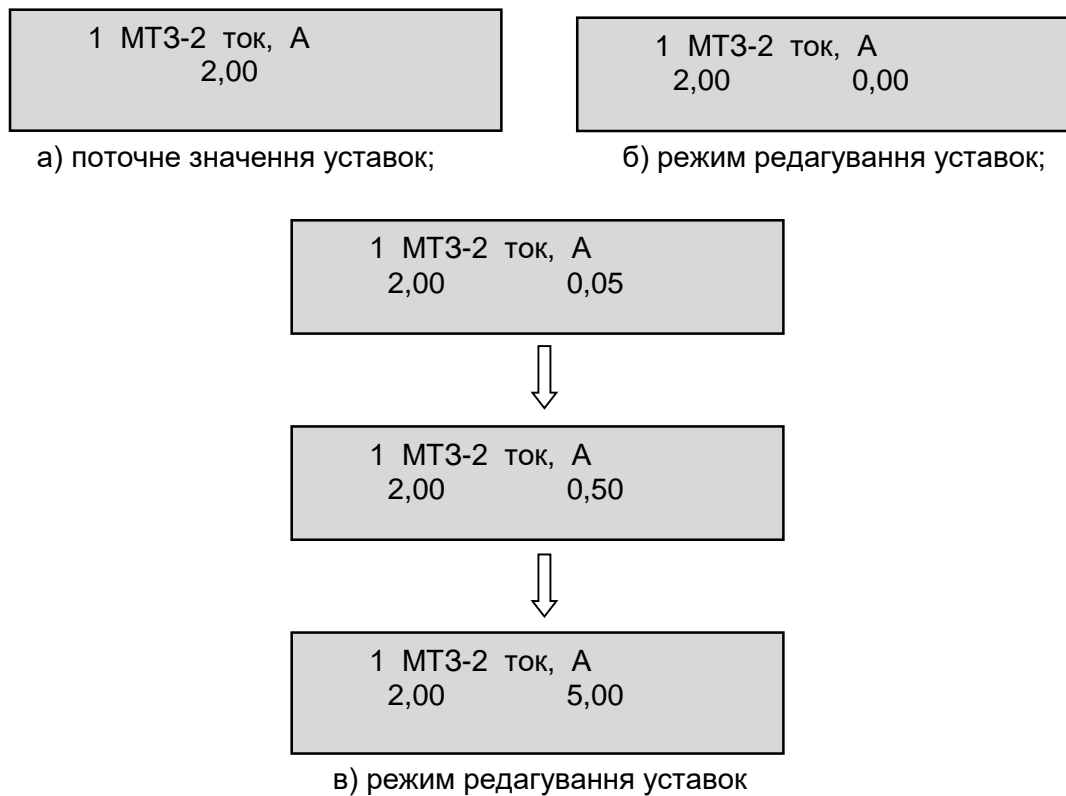 1 МТЗ-2 ток, А
2,00
а) поточне значення уставок;
1 МТЗ-2 ток, А
2,00 0,00
б) режим редагування уставок;
1 МТЗ-2 ток, А
2,00 0,05
1 МТЗ-2 ток, А
2,00 0,50
1 МТЗ-2 ток, А
2,00 5,00
в) режим редагування уставок